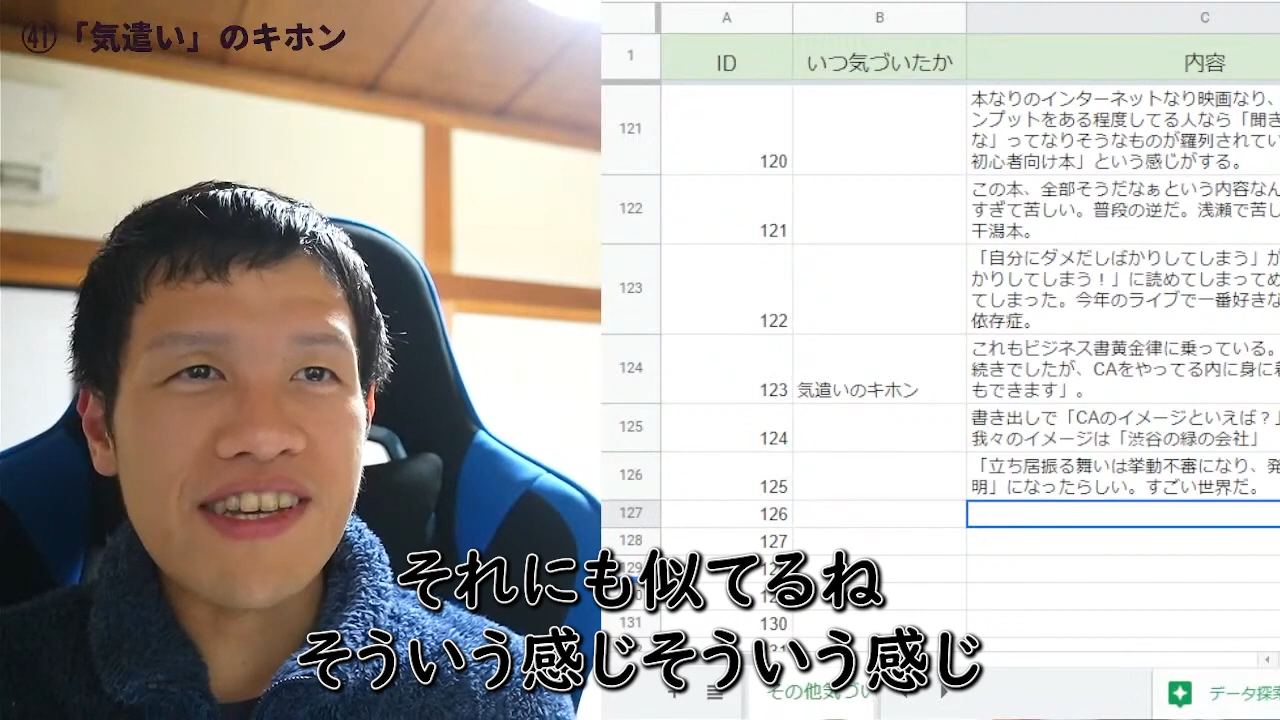 ㊶「気遣い」のキホン
A B C
1 ID いつ気づいたか 内容
本なりのインターネットなり映画なり、
ンプットをある程度してる人なら「聞き
な」ってなりそうなものが羅列されてい
初心者向け本」という感じがする。
121 120
この本、全部そうだなぁという内容なん
すぎて苦しい。普段の逆だ。浅瀬で苦し
干潟本。
122 121
「自分にダメだしばかりしてしまう」が
かりしてしまう！」に読めてしまってめ
てしまった。今年のライブで一番好きな
依存症。
123 122
これもビジネス書黄金律に乗っている。
続きでしたが、CAをやってる内に身に着
もできます」。
124 123 気遣いのキホン
書き出しで「CAのイメージといえば？」
我々のイメージは「渋谷の緑の会社」
125 124
「立ち居振る舞いは挙動不審になり、発
明」になったらしい。すごい世界だ。
126 125
127 126
128 127
131 130
それにも似てるね
そういう感じそういう感じ
その他気づい
データ探索